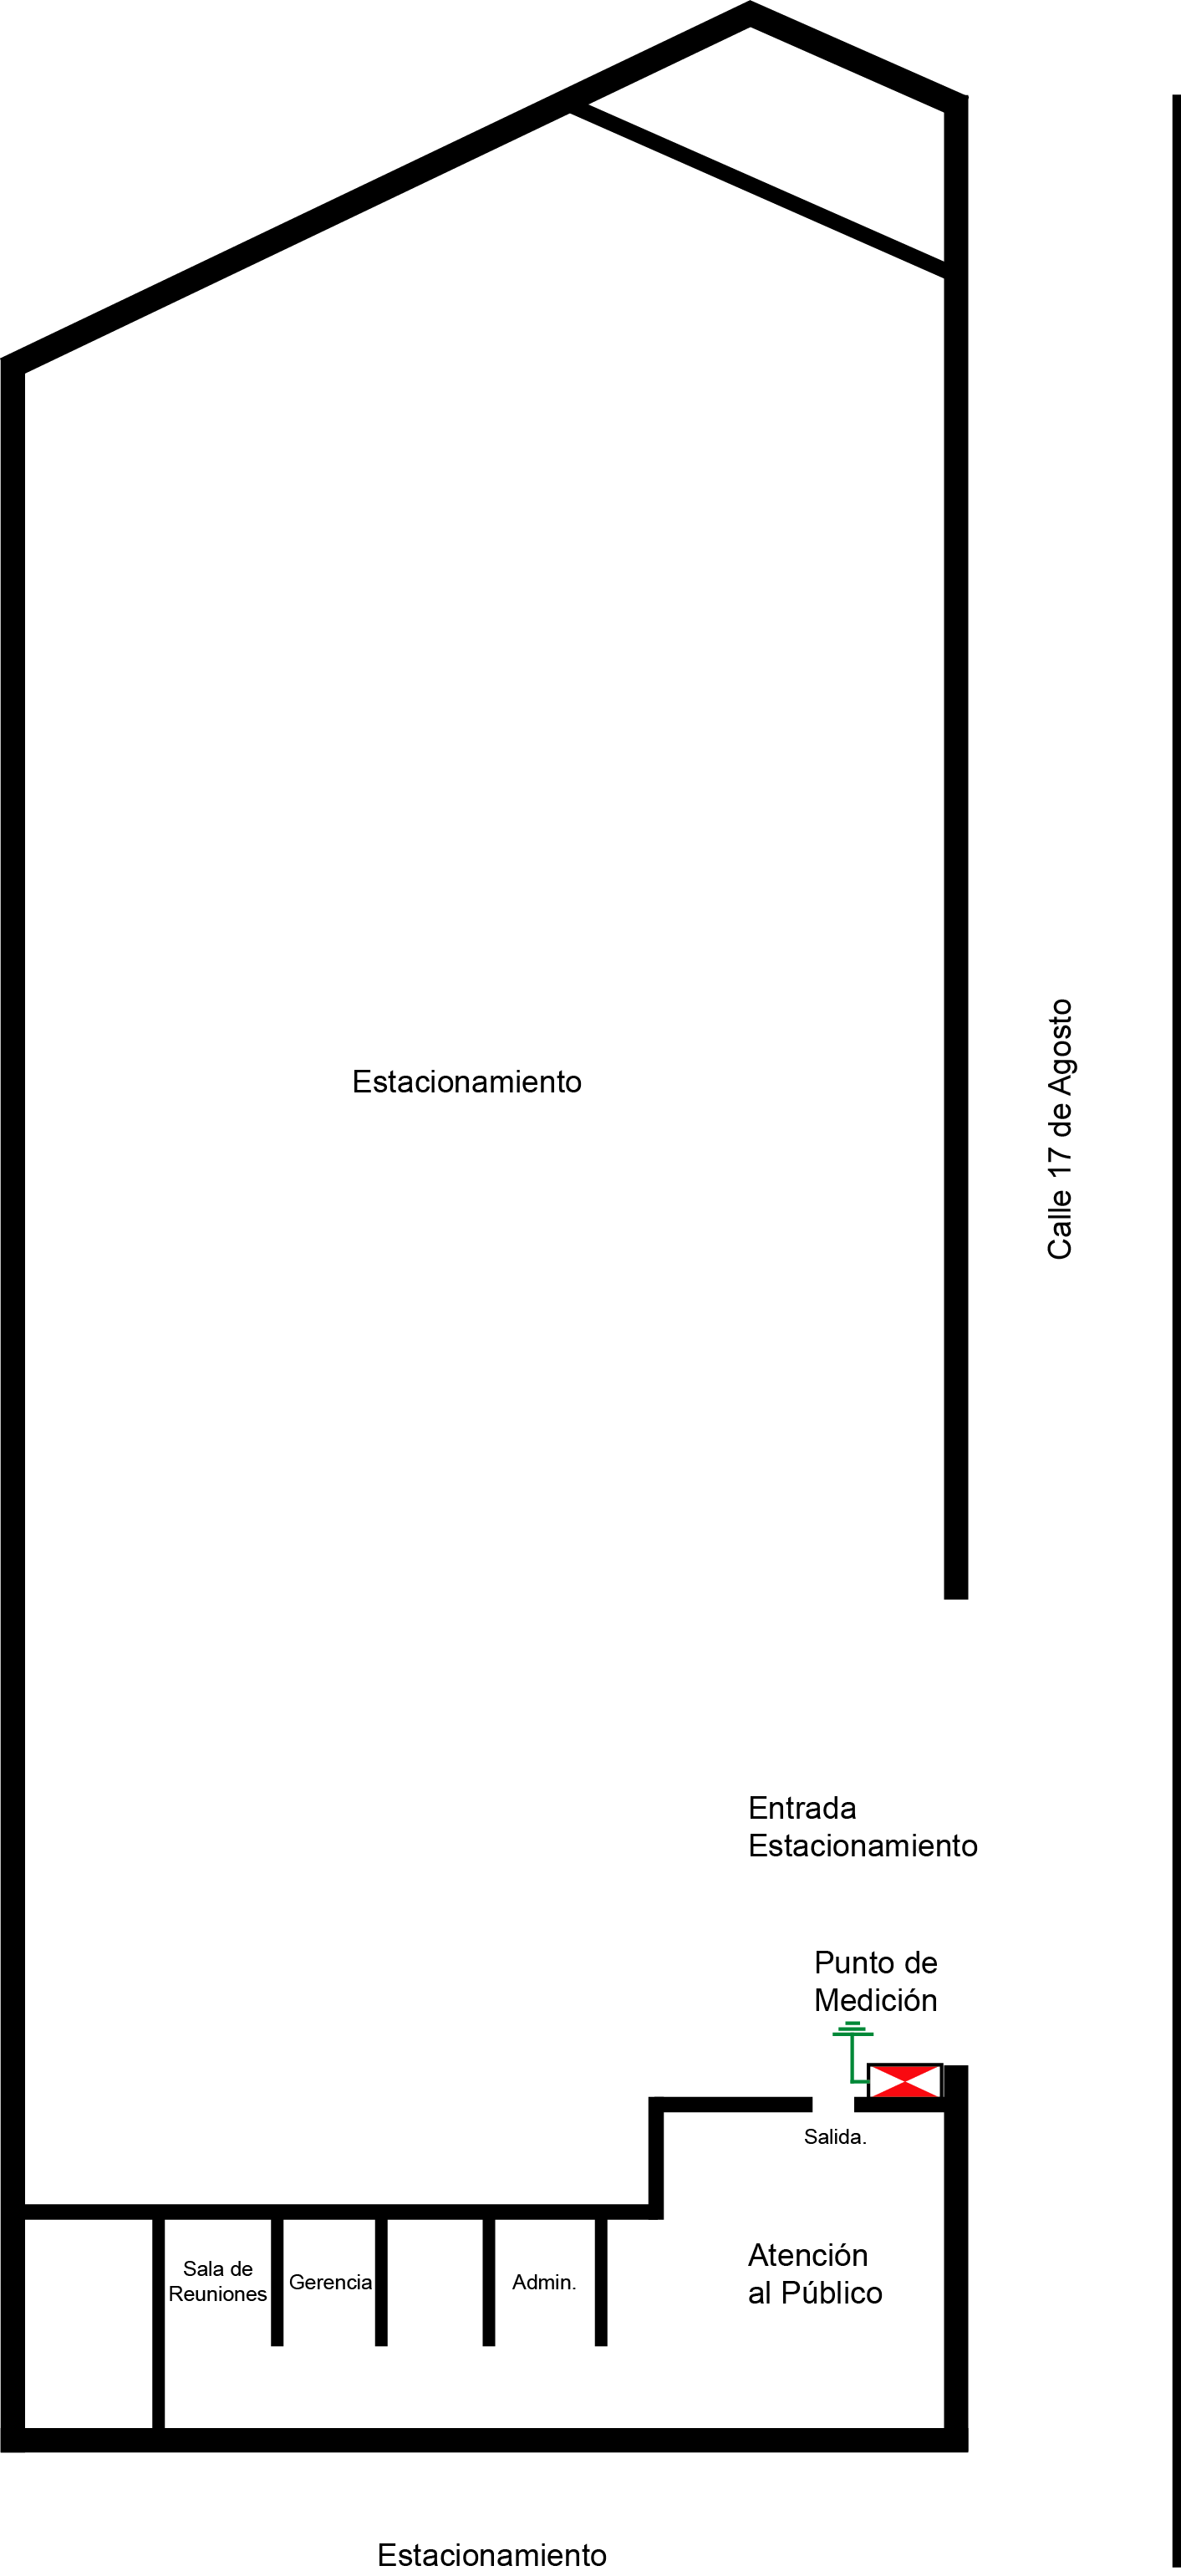 Estacionamiento
Calle 17 de Agosto
Entrada
Estacionamiento
Punto de
Medición
Salida.
Sala de
Reuniones
Gerencia
Admin.
Atención
al Público
Estacionamiento